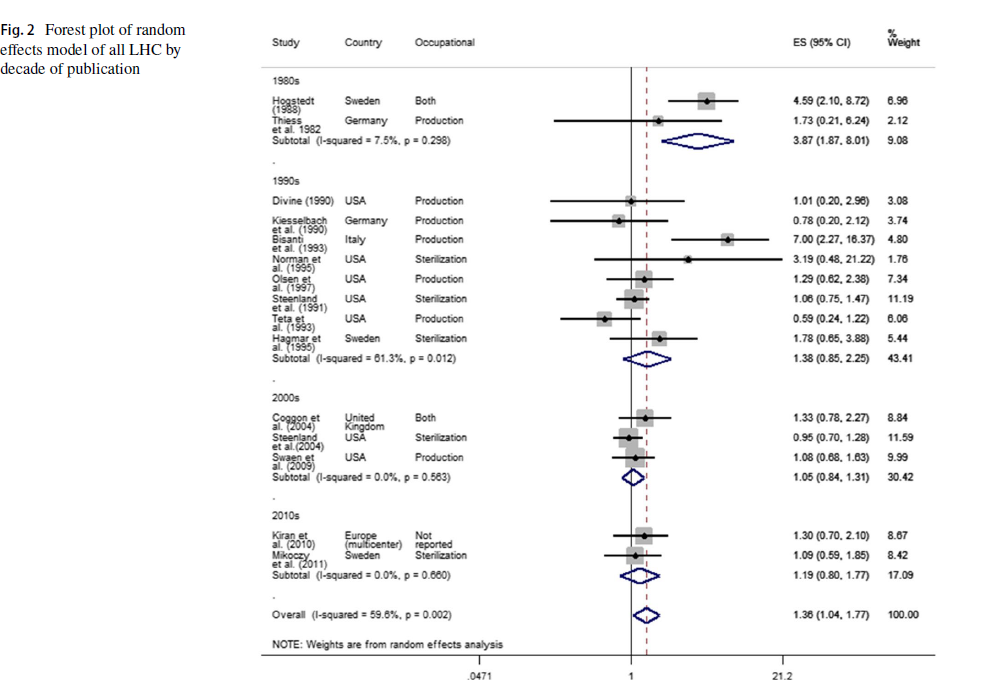 Fig. 2 Forest plot of random
effects model of all LHC by
decade of publication
Study Country Occupational ES (95% CI) % Weight
1980s
Hogstedt (1988) Sweden Both 4.59 (2.10, 8.72) 6.96
Thiess et al. 1982 Germany Production 1.73 (0.21, 6.24) 2.12
Subtotal (I-squared = 7.5%, p = 0.298) 3.87 (1.87, 8.01) 9.08
.
1990s
Divine (1990) USA Production 1.01 (0.20, 2.96) 3.08
Kiesselbach et al. (1990) Germany Production 0.78 (0.20, 2.12) 3.74
Bisanti et al. (1993) Italy Production 7.00 (2.27, 16.37) 4.80
Norman et al. (1995) USA Sterilization 3.19 (0.48, 21.22) 1.76
Olsen et al. (1997) USA Production 1.29 (0.62, 2.38) 7.34
Steenland et al. (1991) USA Sterilization 1.06 (0.75, 1.47) 11.19
Teta et al. (1993) USA Production 0.59 (0.24, 1.22) 6.06
Hagmar et al. (1995) Sweden Sterilization 1.78 (0.65, 3.88) 5.44
Subtotal (I-squared = 61.3%, p = 0.012) 1.38 (0.85, 2.25) 43.41
.
2000s
Coggon et al. (2004) United Kingdom Both 1.33 (0.78, 2.27) 8.84
Steenland et al.(2004) USA Sterilization 0.95 (0.70, 1.28) 11.59
Swaen et al. (2009) USA Production 1.08 (0.68, 1.63) 9.99
Subtotal (I-squared = 0.0%, p = 0.563) 1.05 (0.84, 1.31) 30.42
.
2010s
Kiran et al. (2010) Europe (multicenter) Not reported 1.30 (0.70, 2.10) 8.67
Mikoczy et al. (2011) Sweden Sterilization 1.09 (0.59, 1.85) 8.42
Subtotal (I-squared = 0.0%, p = 0.660) 1.19 (0.80, 1.77) 17.09
.
Overall (I-squared = 59.6%, p = 0.002) 1.36 (1.04, 1.77) 100.00
NOTE: Weights are from random effects analysis
.0471 1 21.2